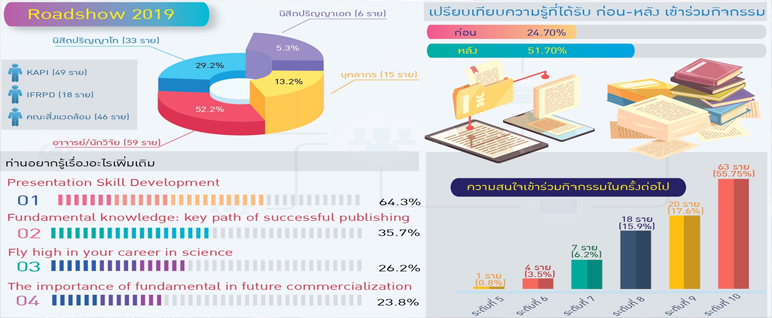 Roadshow 2019
นิสิตปริญญาเอก (6 ราย)
นิสิตปริญญาโท (33 ราย)
5.3%
29.2%
13.2%
บุคลากร (15 ราย)
52.2%
อาจารย์/นักวิจัย (59 ราย)
KAPI (49 ราย)
IFRPD (18 ราย)
คณะสิ่งแวดล้อม (46 ราย)
เปรียบเทียบความรู้ที่ได้รับ ก่อน-หลัง เข้าร่วมกิจกรรม
ก่อน 24.70%
หลัง 51.70%
ท่านอยากรู้เรื่องอะไรเพิ่มเติม
Presentation Skill Development
01 64.3%
Fundamental knowledge: key path of successful publishing
02 35.7%
Fly high in your career in science
03 26.2%
The importance of fundamental in future commercialization
04 23.8%
ความสนใจเข้าร่วมกิจกรรมในครั้งต่อไป
1 ราย
(0.8%)
4 ราย
(3.5%)
7 ราย
(6.2%)
18 ราย
(15.9%)
20 ราย
(17.6%)
63 ราย
(55.75%)
ระดับที่ 5
ระดับที่ 6
ระดับที่ 7
ระดับที่ 8
ระดับที่ 9
ระดับที่ 10